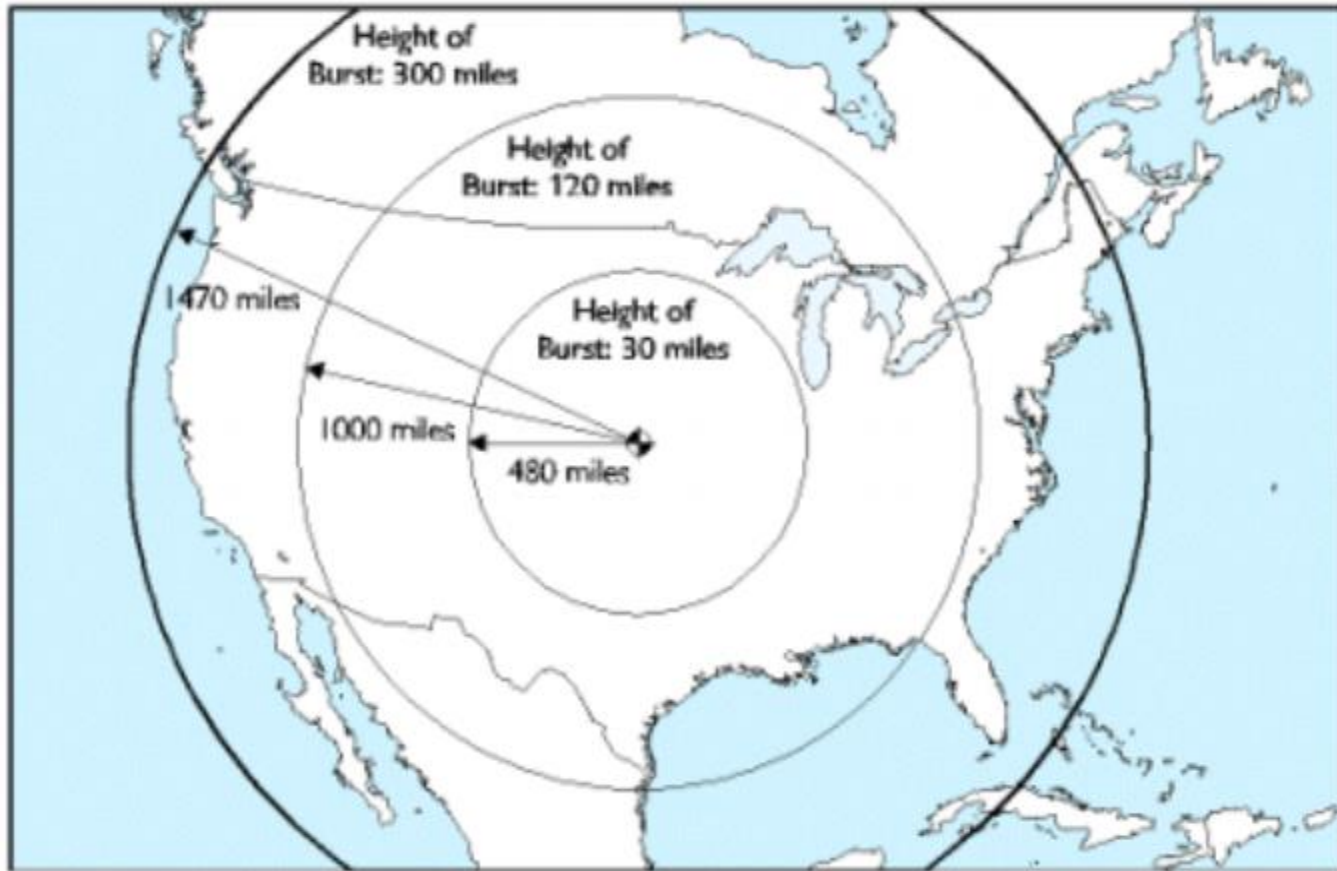 Height of
Burst: 300 miles
Height of
Burst: 120 miles
1470 miles
Height of
Burst: 30 miles
1000 miles
480 miles